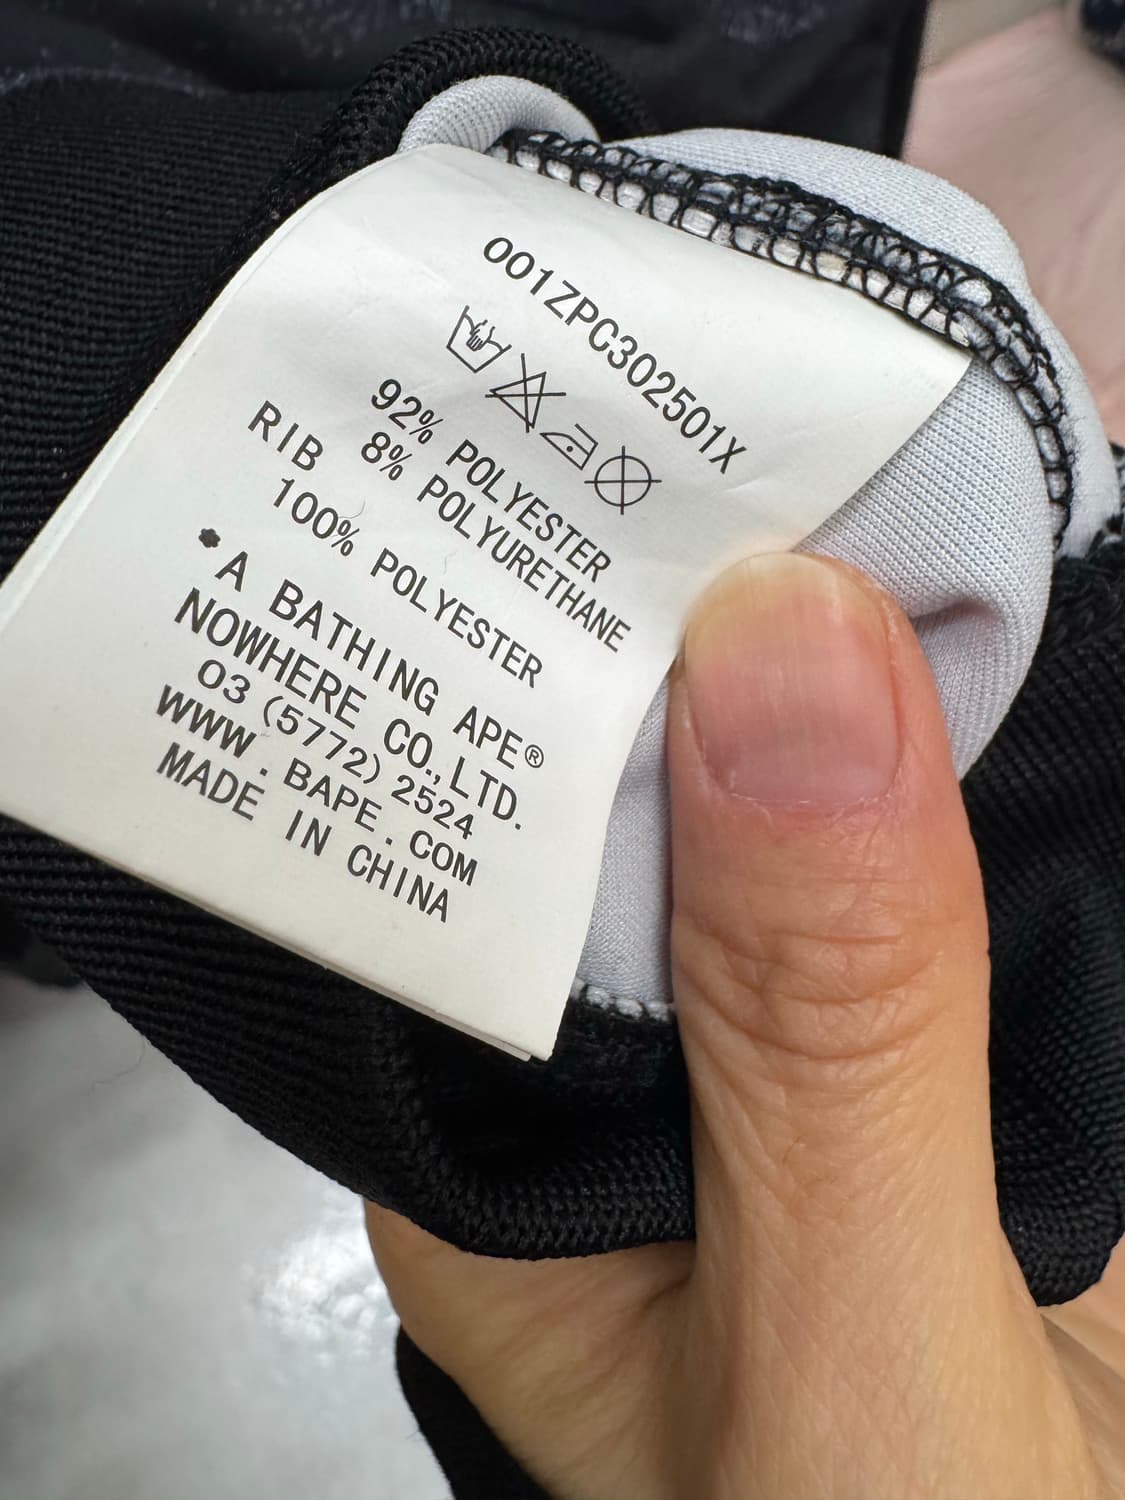 001ZPC302501X
92% POLYESTER
8% POLYURETHANE
RIB
100% POLYESTER
A BATHING APE®
NOWHERE CO.,LTD.
03 (5772) 2524
WWW.BAPE.COM
MADE IN CHINA